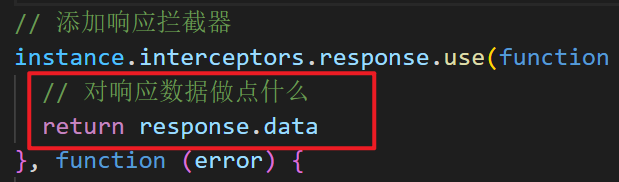 // 添加响应拦截器
instance.interceptors.response.use(function
// 对响应数据做点什么
return response.data
}, function (error) {